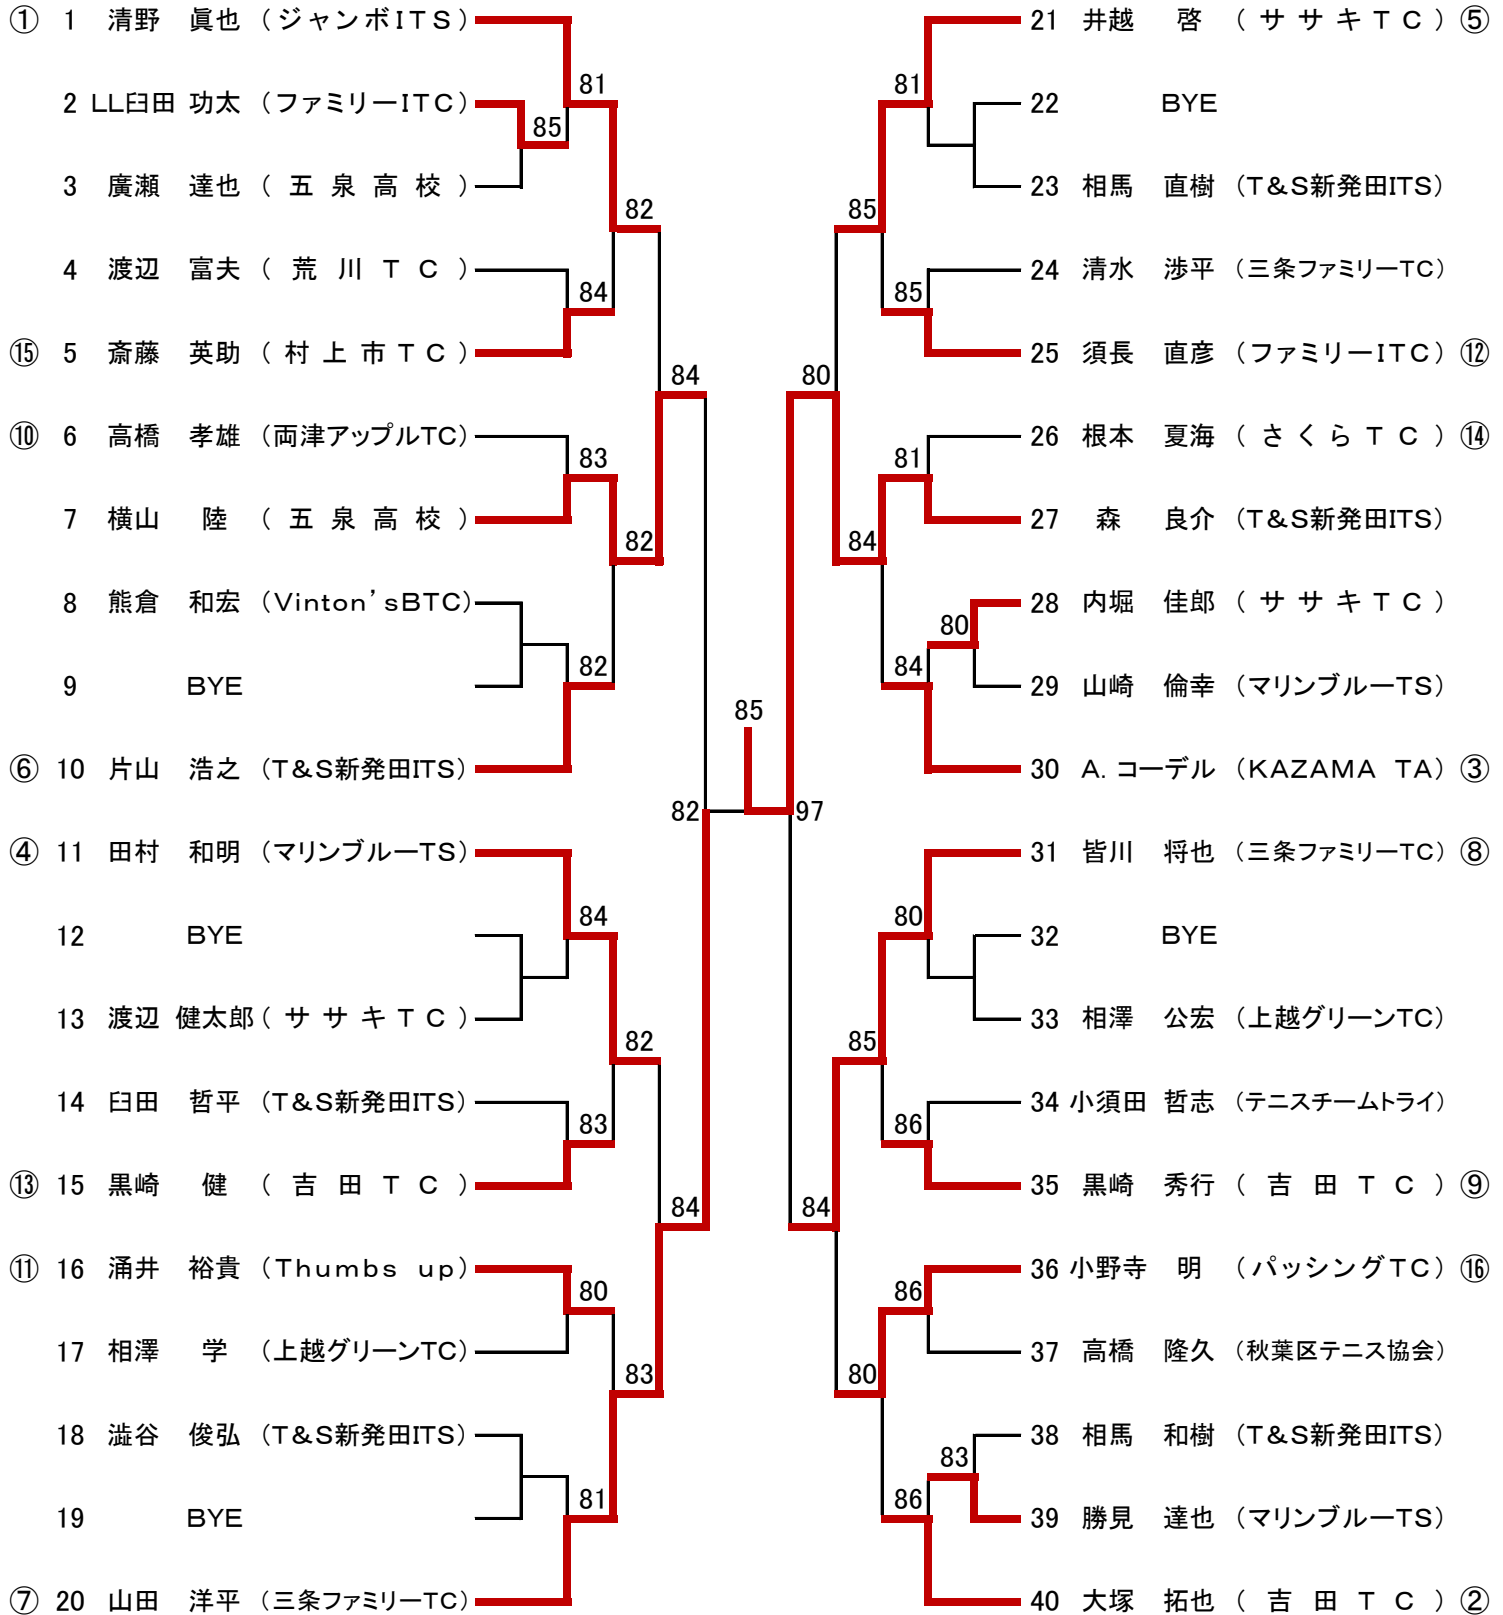 ① 1 清野 眞也 (ジャンボITS)
81
2 LL臼田 功太 (ファミリーITC)
85
3 廣瀬 達也 (五泉高校)
82
4 渡辺 富夫 (荒川TC)
84
⑮ 5 斎藤 英助 (村上市TC)
84
⑩ 6 高橋 孝雄 (両津アップルTC)
83
7 横山 陸 (五泉高校)
82
8 熊倉 和宏 (Vinton'sBTC)
82
9 BYE
⑥ 10 片山 浩之 (T&S新発田ITS)
82
④ 11 田村 和明 (マリンブルーTS)
84
12 BYE
13 渡辺 健太郎 (ササキTC)
82
14 臼田 哲平 (T&S新発田ITS)
83
⑬ 15 黒崎 健 (吉田TC)
84
⑪ 16 涌井 裕貴 (Thumbs up)
80
17 相澤 学 (上越グリーンTC)
83
18 澁谷 俊弘 (T&S新発田ITS)
81
19 BYE
⑦ 20 山田 洋平 (三条ファミリーTC)
85
97
21 井越 啓 (ササキTC) ⑤
81
22 BYE
23 相馬 直樹 (T&S新発田ITS)
85
24 清水 渉平 (三条ファミリーTC)
85
25 須長 直彦 (ファミリーITC) ⑫
80
26 根本 夏海 (さくらTC) ⑭
81
27 森 良介 (T&S新発田ITS)
84
28 内堀 佳郎 (ササキTC)
80
84
29 山崎 倫幸 (マリンブルーTS)
30 A. コーデル (KAZAMA TA) ③
31 皆川 将也 (三条ファミリーTC) ⑧
80
32 BYE
33 相澤 公宏 (上越グリーンTC)
85
34 小須田 哲志 (テニスチームトライ)
86
35 黒崎 秀行 (吉田TC) ⑨
84
36 小野寺 明 (パッシングTC) ⑯
86
37 高橋 隆久 (秋葉区テニス協会)
80
38 相馬 和樹 (T&S新発田ITS)
83
86
39 勝見 達也 (マリンブルーTS)
40 大塚 拓也 (吉田TC) ②